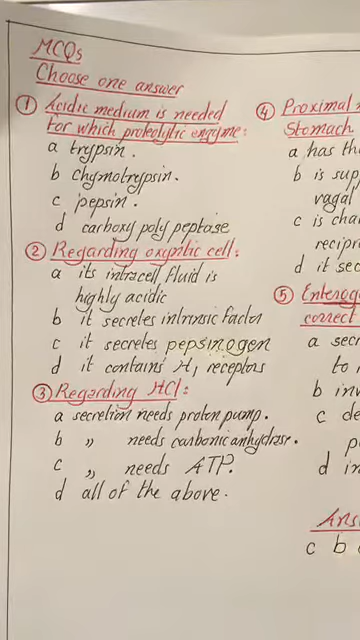 MCQs
Choose one answer
① Acidic medium is needed
for which proteolytic enzyme:
a trypsin.
b chymotrypsin.
c pepsin.
d carboxy poly peptase
② Regarding oxyntic cell:
a its intracell fluid is
highly acidic
b it secretes intrinsic factor
c it secretes pepsinogen
d it contains H, receptors
③ Regarding HCl:
a secretion needs proton pump.
b ,, needs carbonic anhydrase.
c ,, needs ATP.
d all of the above.
④ Proximal
Stomach
a has th
b is sup
vagal
c is cha
recipro
d it sec
⑤ Enterog
correct
a secr
to
b inv
c de
p
d in
Ans
c b